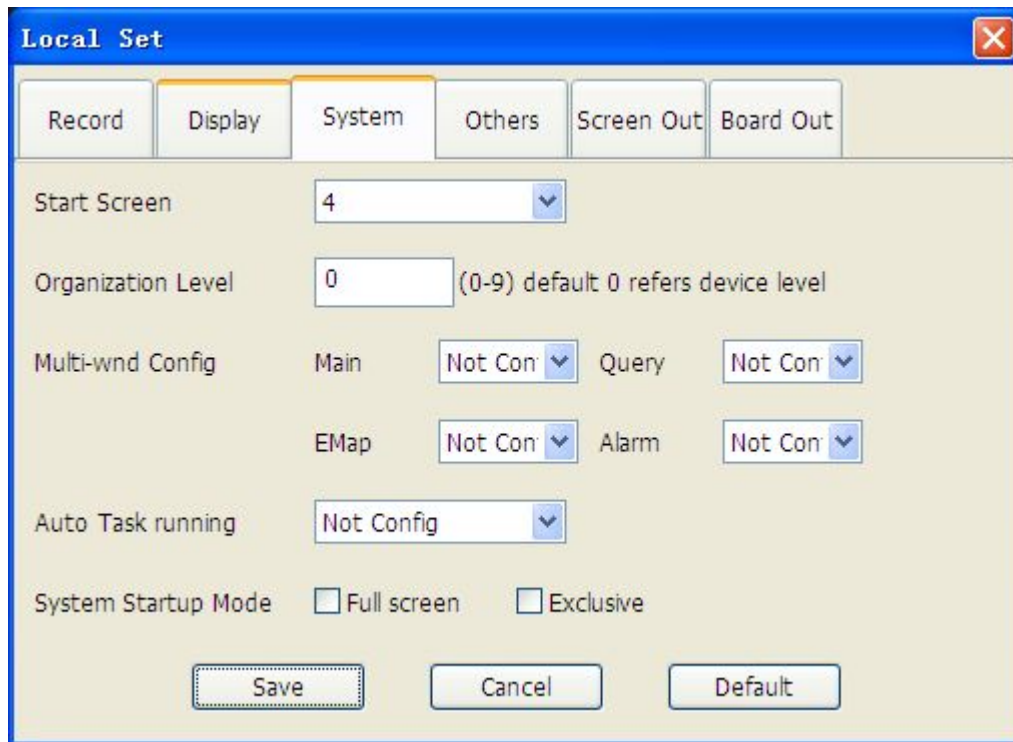 Local Set
Record Display System Others Screen Out Board Out
Start Screen 4
Organization Level 0 (0-9) default 0 refers device level
Multi-wnd Config Main Not Con Query Not Con
EMap Not Con Alarm Not Con
Auto Task running Not Config
System Startup Mode Full screen Exclusive
Save Cancel Default